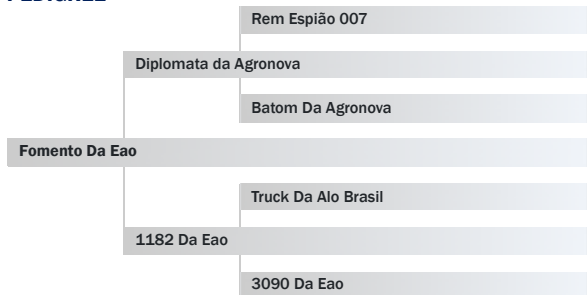 Rem Espião 007
Diplomata da Agronova
Batom Da Agronova
Fomento Da Eao
Truck Da Alo Brasil
1182 Da Eao
3090 Da Eao